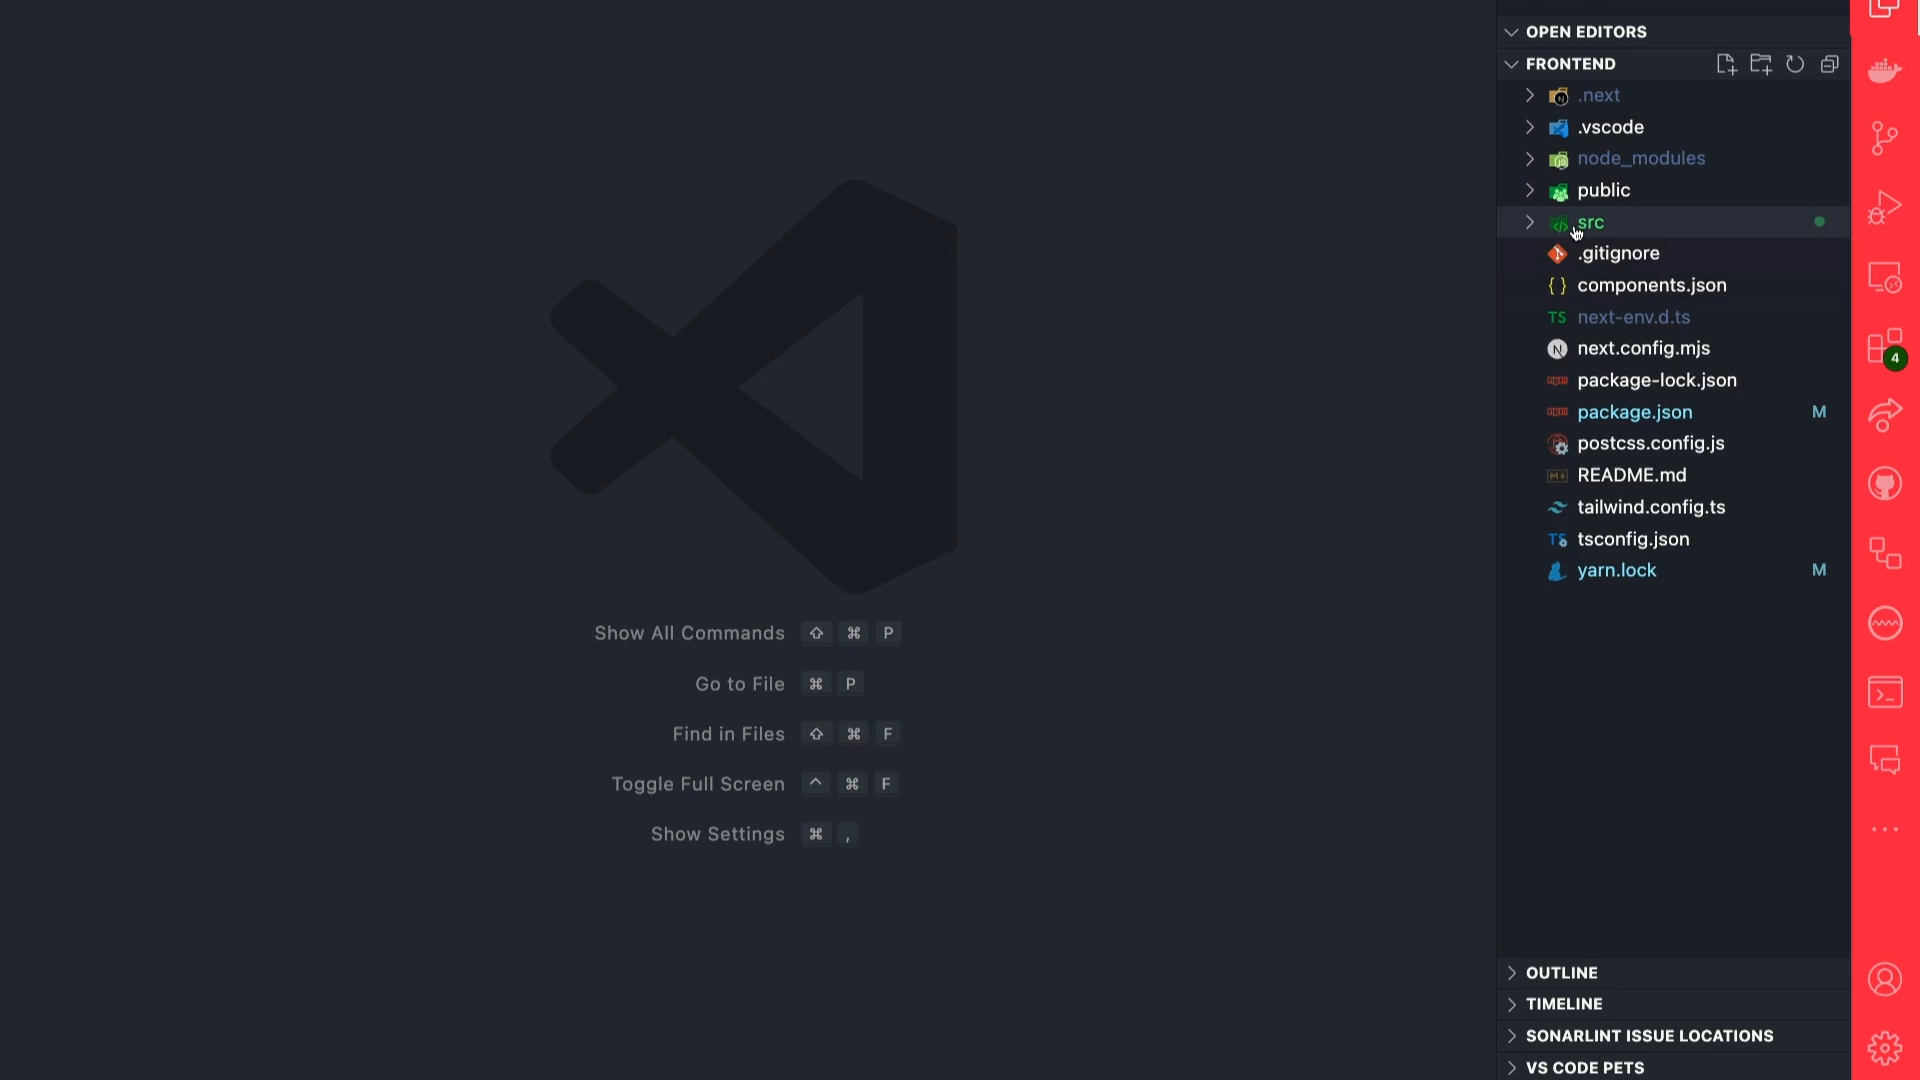 Show All Commands ⇧ ⌘ P
Go to File ⌘ P
Find in Files ⇧ ⌘ F
Toggle Full Screen ^ ⌘ F
Show Settings ⌘ ,
OPEN EDITORS
FRONTEND
.next
.vscode
node_modules
public
src
.gitignore
{ } components.json
TS next-env.d.ts
N next.config.mjs
package-lock.json
package.json M
postcss.config.js
README.md
tailwind.config.ts
TS tsconfig.json
yarn.lock M
OUTLINE
TIMELINE
SONARLINT ISSUE LOCATIONS
VS CODE PETS
4